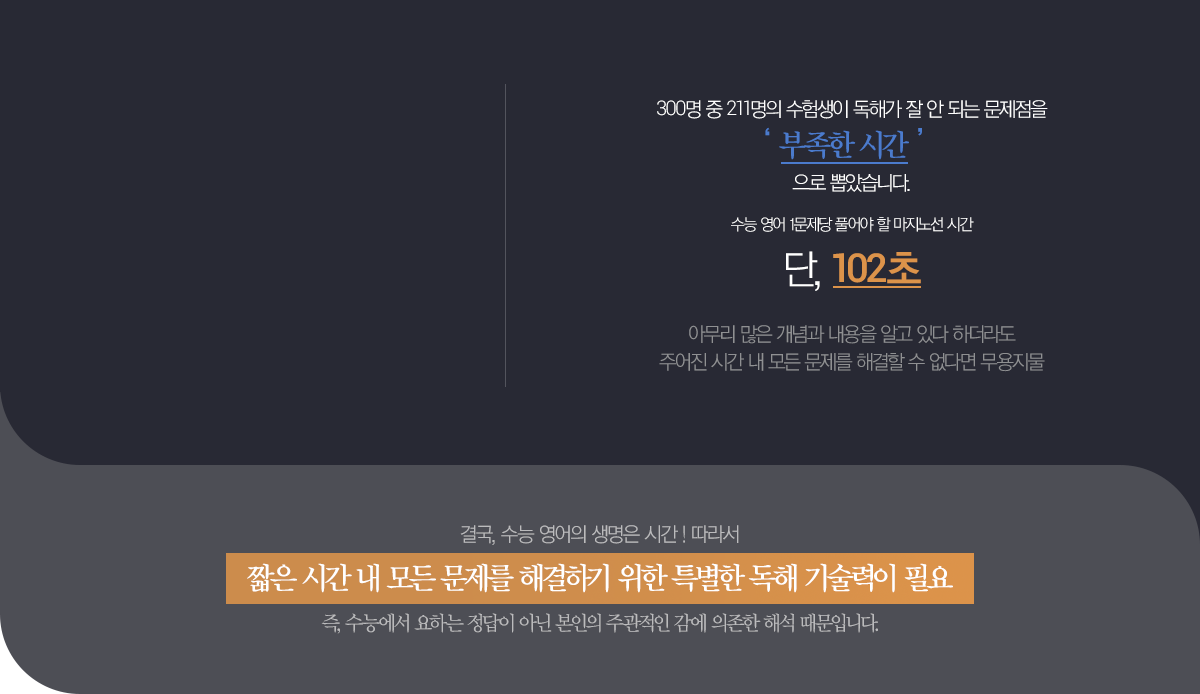 300명 중 211명의 수험생이 독해가 잘 안 되는 문제점을
‘ 부족한 시간 ’
으로 뽑았습니다.
수능 영어 1문제당 풀어야 할 마지노선 시간
단, 102초
아무리 많은 개념과 내용을 알고 있다 하더라도
주어진 시간 내 모든 문제를 해결할 수 없다면 무용지물
결국, 수능 영어의 생명은 시간 ! 따라서
짧은 시간 내 모든 문제를 해결하기 위한 특별한 독해 기술력이 필요
즉, 수능에서 요하는 정답이 아닌 본인의 주관적인 감에 의존한 해석 때문입니다.